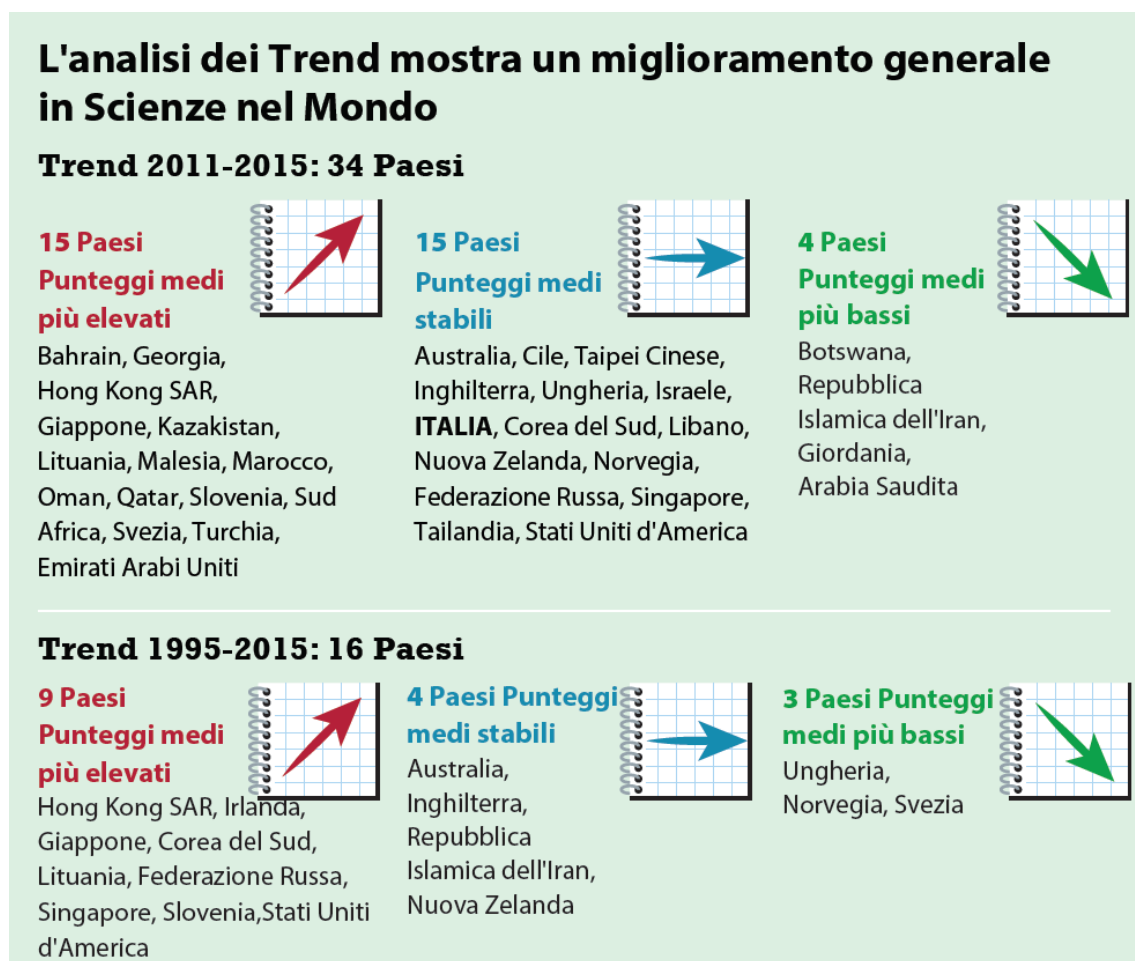 L'analisi dei Trend mostra un miglioramento generale
in Scienze nel Mondo
Trend 2011-2015: 34 Paesi
15 Paesi
Punteggi medi
più elevati
Bahrain, Georgia,
Hong Kong SAR,
Giappone, Kazakistan,
Lituania, Malesia, Marocco,
Oman, Qatar, Slovenia, Sud
Africa, Svezia, Turchia,
Emirati Arabi Uniti
15 Paesi
Punteggi medi
stabili
Australia, Cile, Taipei Cinese,
Inghilterra, Ungheria, Israele,
ITALIA, Corea del Sud, Libano,
Nuova Zelanda, Norvegia,
Federazione Russa, Singapore,
Tailandia, Stati Uniti d'America
4 Paesi
Punteggi medi
più bassi
Botswana,
Repubblica
Islamica dell'Iran,
Giordania,
Arabia Saudita
Trend 1995-2015: 16 Paesi
9 Paesi
Punteggi medi
più elevati
Hong Kong SAR, Irlanda,
Giappone, Corea del Sud,
Lituania, Federazione Russa,
Singapore, Slovenia,Stati Uniti
d'America
4 Paesi Punteggi
medi stabili
Australia,
Inghilterra,
Repubblica
Islamica dell'Iran,
Nuova Zelanda
3 Paesi Punteggi
medi più bassi
Ungheria,
Norvegia, Svezia